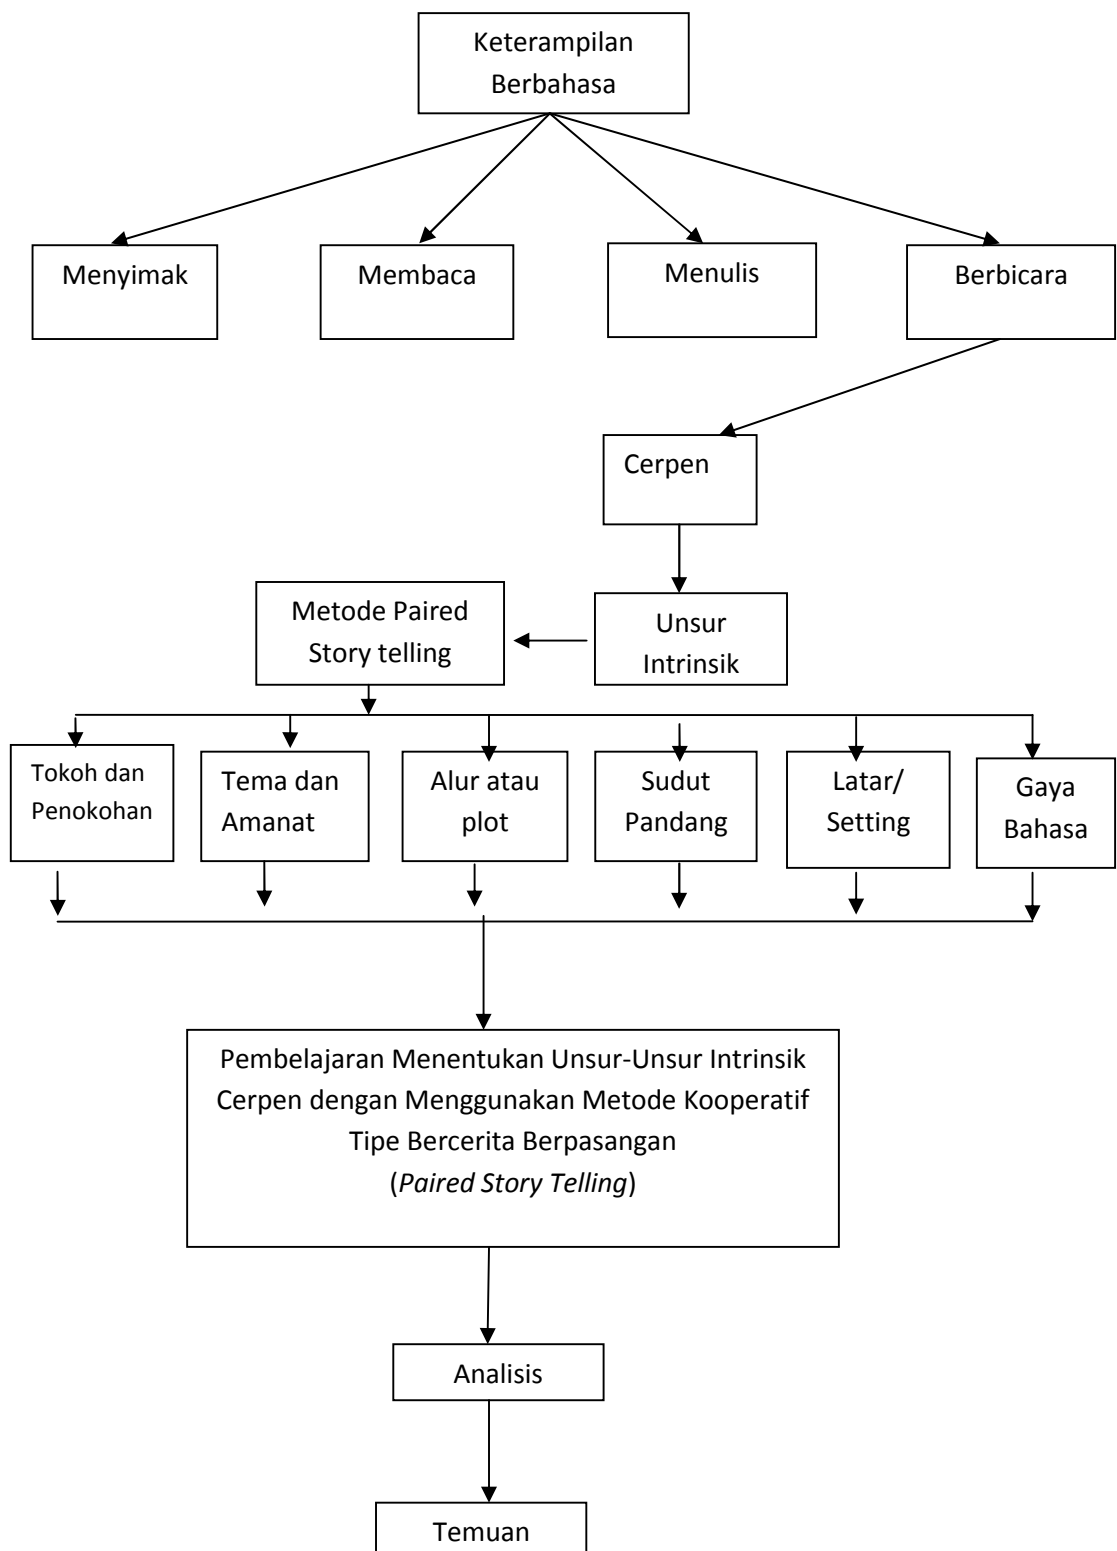 Keterampilan
Berbahasa
Menyimak
Membaca
Menulis
Berbicara
Cerpen
Metode Paired
Story telling
Unsur
Intrinsik
Tokoh dan
Penokohan
Tema dan
Amanat
Alur atau
plot
Sudut
Pandang
Latar/
Setting
Gaya
Bahasa
Pembelajaran Menentukan Unsur-Unsur Intrinsik
Cerpen dengan Menggunakan Metode Kooperatif
Tipe Bercerita Berpasangan
(Paired Story Telling)
Analisis
Temuan